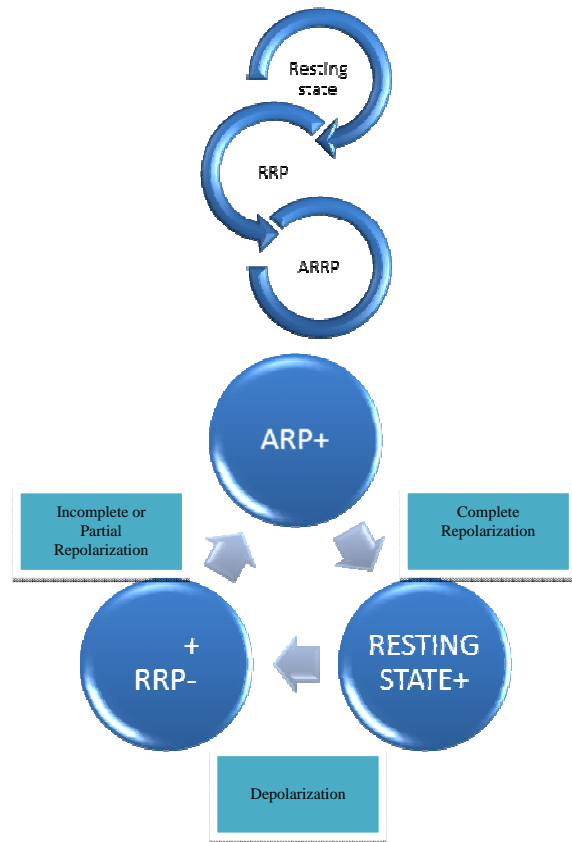 Resting
state
RRP
ARRP
ARP+
Incomplete or
Partial
Repolarization
Complete
Repolarization
+
RRP-
RESTING
STATE+
Depolarization